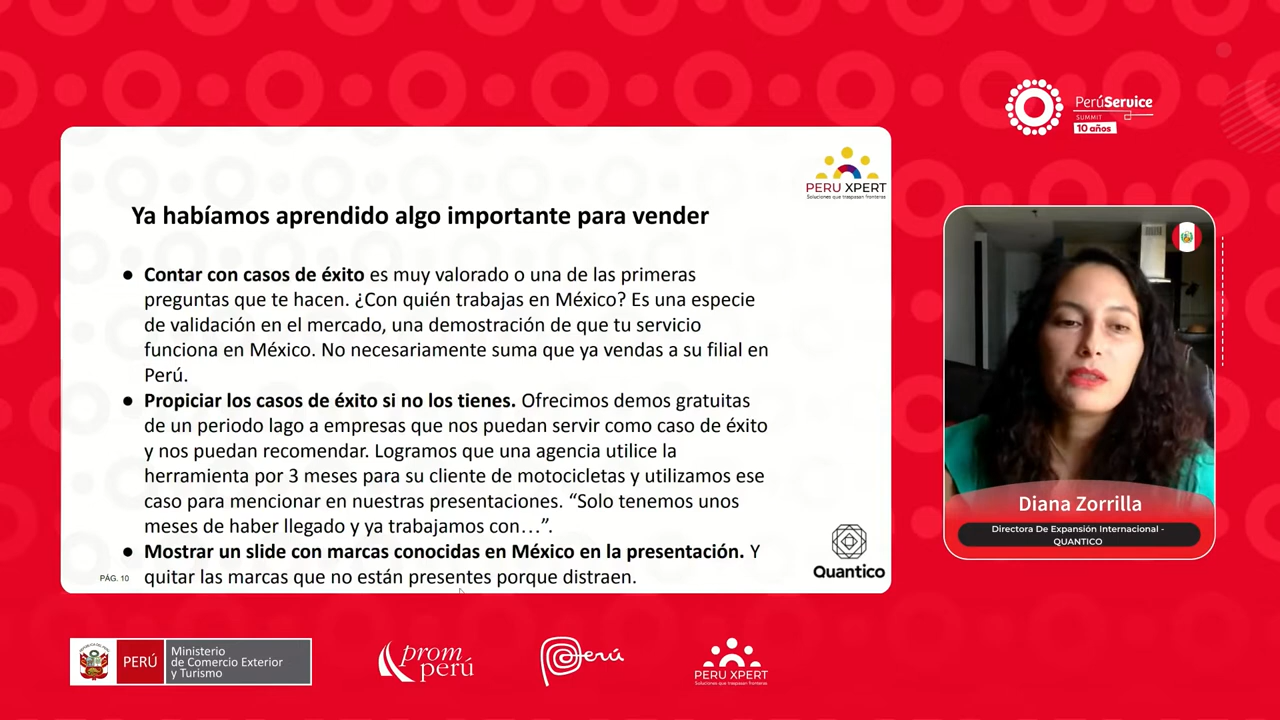 PerúService
SUMMIT
10 años
PERU XPERT
Soluciones que traspasan fronteras
Ya habíamos aprendido algo importante para vender
● Contar con casos de éxito es muy valorado o una de las primeras
preguntas que te hacen. ¿Con quién trabajas en México? Es una especie
de validación en el mercado, una demostración de que tu servicio
funciona en México. No necesariamente suma que ya vendas a su filial en
Perú.
● Propiciar los casos de éxito si no los tienes. Ofrecimos demos gratuitas
de un periodo lago a empresas que nos puedan servir como caso de éxito
y nos puedan recomendar. Logramos que una agencia utilice la
herramienta por 3 meses para su cliente de motocicletas y utilizamos ese
caso para mencionar en nuestras presentaciones. “Solo tenemos unos
meses de haber llegado y ya trabajamos con…”.
● Mostrar un slide con marcas conocidas en México en la presentación. Y
quitar las marcas que no están presentes porque distraen.
PÁG. 10
Quantico
Diana Zorrilla
Directora De Expansión Internacional -
QUANTICO
PERÚ
Ministerio
de Comercio Exterior
y Turismo
prom
perú
Perú
PERU XPERT
Soluciones que traspasan fronteras